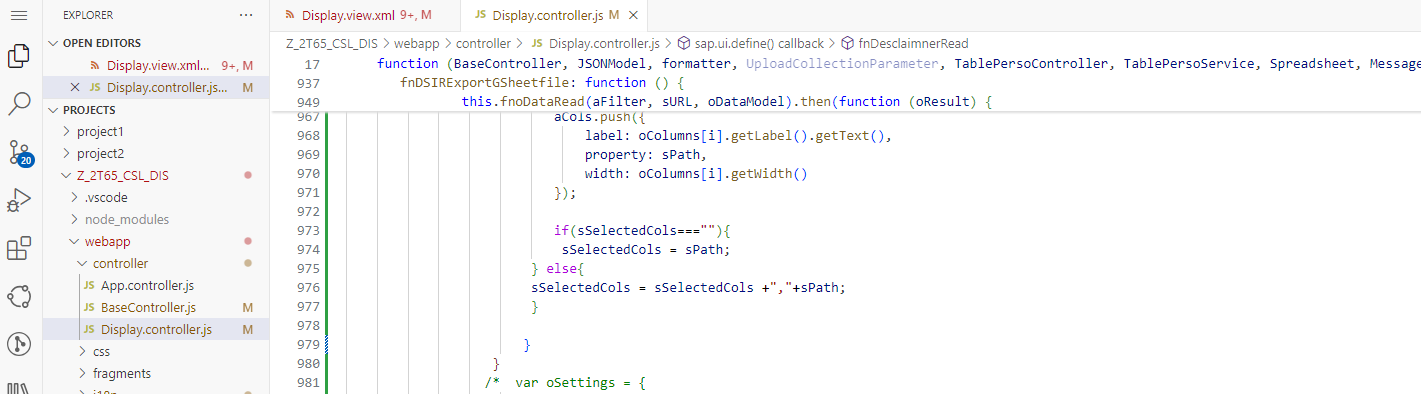 EXPLORER
OPEN EDITORS
Display.view.xml... 9+, M
Display.controller.js... M
PROJECTS
project1
project2
Z_2T65_CSL_DIS
.vscode
node_modules
webapp
controller
App.controller.js
BaseController.js M
Display.controller.js M
css
fragments
20
Display.view.xml 9+, M
Display.controller.js M
Z_2T65_CSL_DIS > webapp > controller > JS Display.controller.js > sap.ui.define() callback > fnDesclaimnerRead
17 function (BaseController, JSONModel, formatter, UploadCollectionParameter, TablePersoController, TablePersoService, Spreadsheet, Message
937 fnDSIRExportGSheetfile: function () {
949 this.fnoDataRead(aFilter, sURL, oDataModel).then(function (oResult) {
967 aCols.push({
968 label: oColumns[i].getLabel().getText(),
969 property: sPath,
970 width: oColumns[i].getWidth()
971 });
972
973 if(sSelectedCols===""){
974 sSelectedCols = sPath;
975 } else{
976 sSelectedCols = sSelectedCols +","+sPath;
977 }
978
979 }
980 }
981 /* var oSettings = {